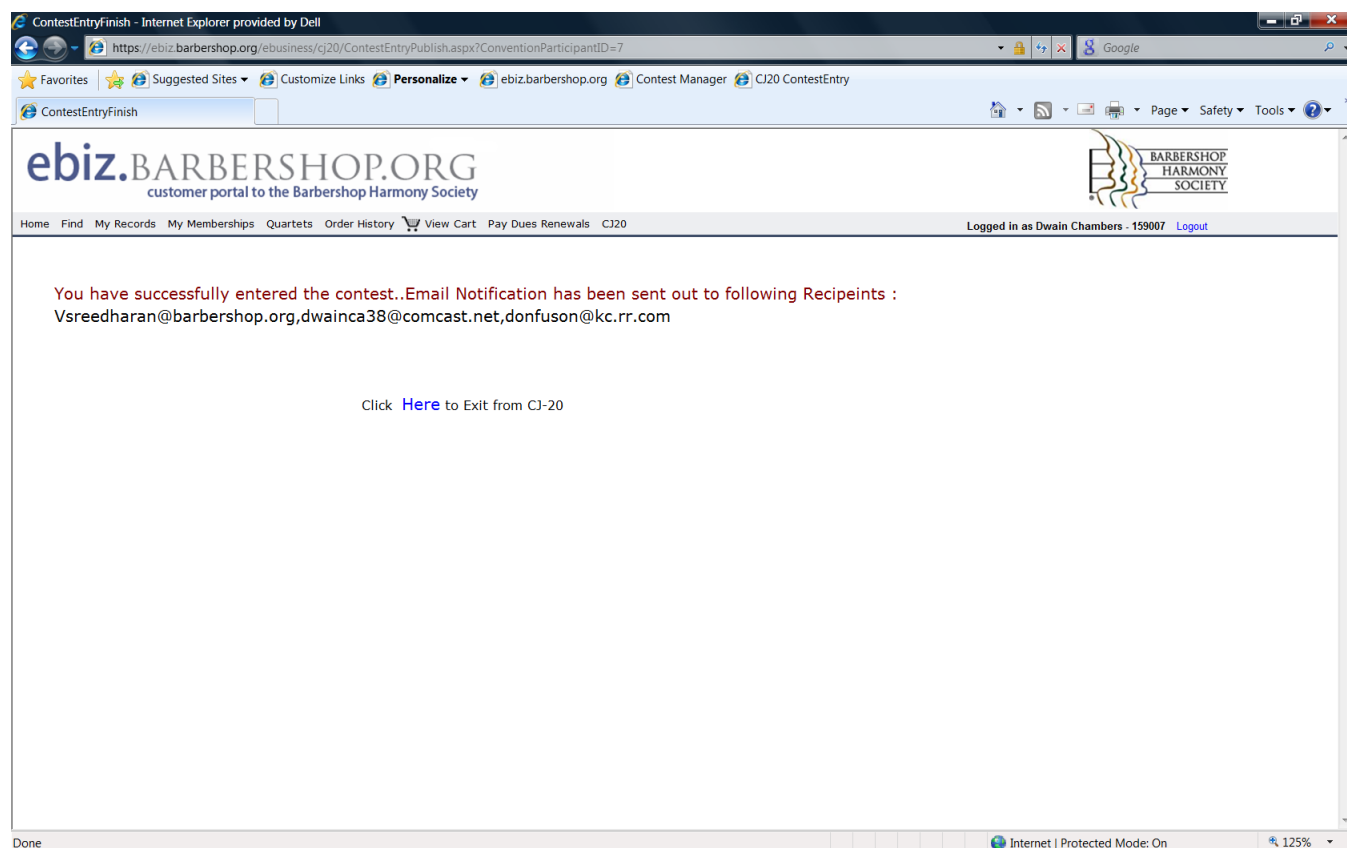 ContestEntryFinish - Internet Explorer provided by Dell
https://ebiz.barbershop.org/ebusiness/cj20/ContestEntryPublish.aspx?ConventionParticipantID=7
Google
Favorites Suggested Sites Customize Links Personalize ebiz.barbershop.org Contest Manager CJ20 ContestEntry
ContestEntryFinish
Page Safety Tools
ebiz.BARBERSHOP.ORG
customer portal to the Barbershop Harmony Society
BARBERSHOP
HARMONY
SOCIETY
Home Find My Records My Memberships Quartets Order History View Cart Pay Dues Renewals CJ20
Logged in as Dwain Chambers - 159007 Logout
You have successfully entered the contest..Email Notification has been sent out to following Recipeints :
Vsreedharan@barbershop.org,dwainca38@comcast.net,donfuson@kc.rr.com
Click Here to Exit from CJ-20
Done
Internet | Protected Mode: On
125%